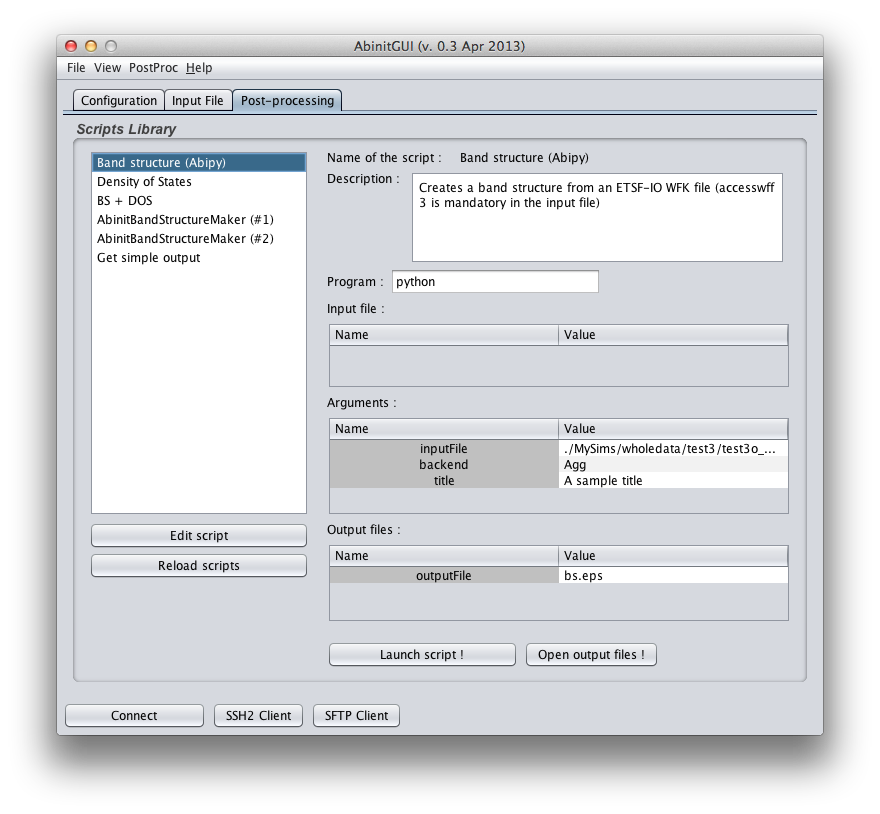 AbinitGUI (v. 0.3 Apr 2013)
File View PostProc Help
Configuration Input File Post-processing
Scripts Library
Band structure (Abipy)
Density of States
BS + DOS
AbinitBandStructureMaker (#1)
AbinitBandStructureMaker (#2)
Get simple output
Edit script
Reload scripts
Name of the script : Band structure (Abipy)
Description :
Creates a band structure from an ETSF-IO WFK file (accesswff
3 is mandatory in the input file)
Program : python
Input file :
Name Value
Arguments :
Name Value
inputFile ./MySims/wholedata/test3/test3o_...
backend Agg
title A sample title
Output files :
Name Value
outputFile bs.eps
Launch script ! Open output files !
Connect SSH2 Client SFTP Client